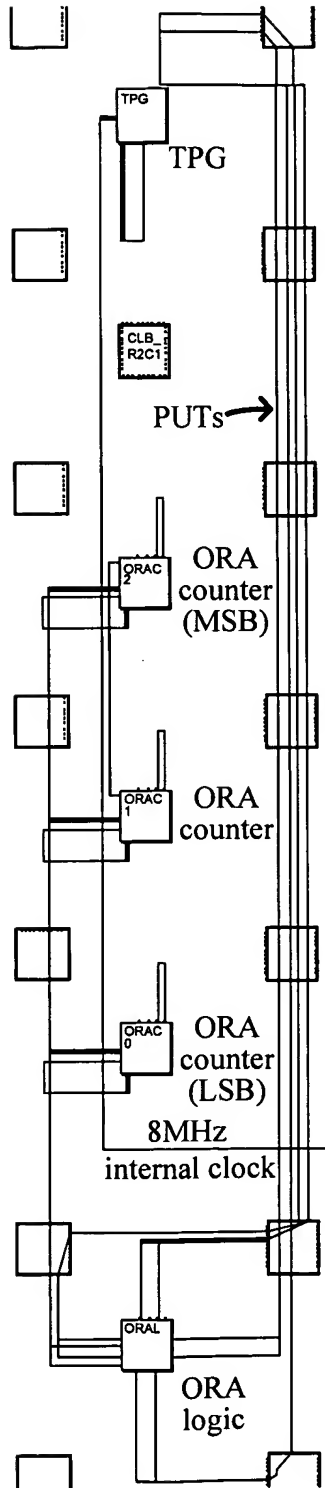 TPG
TPG
CLB_
R2C1
PUTs
ORAC
2
ORA
counter
(MSB)
ORAC
1
ORA
counter
ORAC
0
ORA
counter
(LSB)
8MHz
internal clock
ORAL
ORA
logic